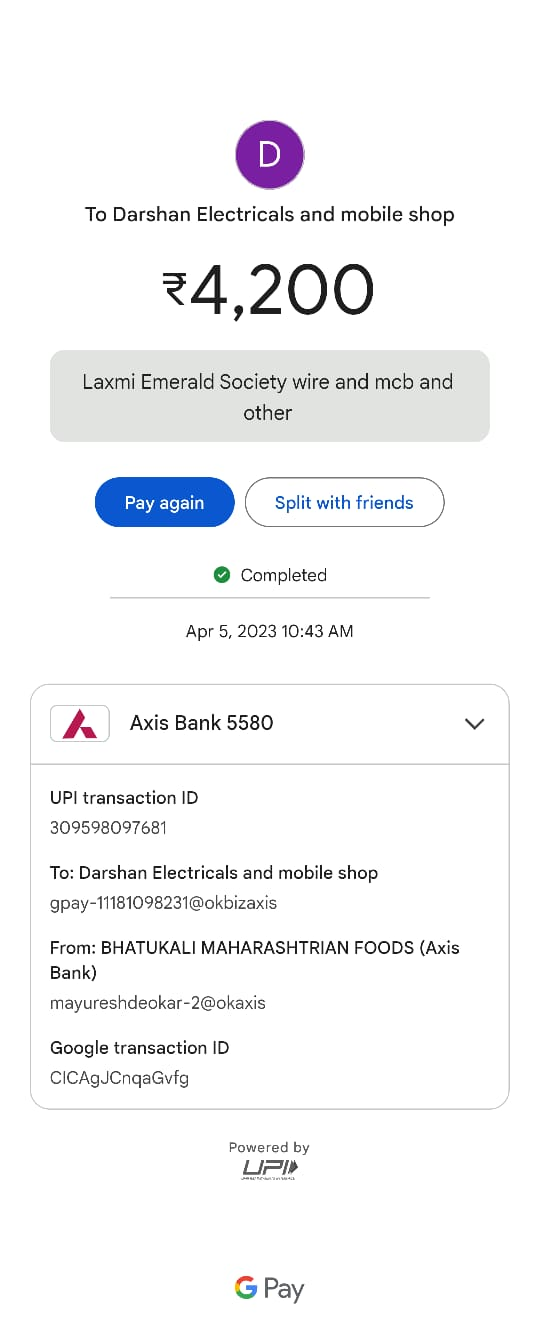 D
To Darshan Electricals and mobile shop
₹4,200
Laxmi Emerald Society wire and mcb and
other
Pay again
Split with friends
Completed
Apr 5, 2023 10:43 AM
Axis Bank 5580
UPI transaction ID
309598097681
To: Darshan Electricals and mobile shop
gpay-11181098231@okbizaxis
From: BHATUKALI MAHARASHTRIAN FOODS (Axis
Bank)
mayureshdeokar-2@okaxis
Google transaction ID
CICAgJCnqaGvfg
Powered by
UPI
G Pay